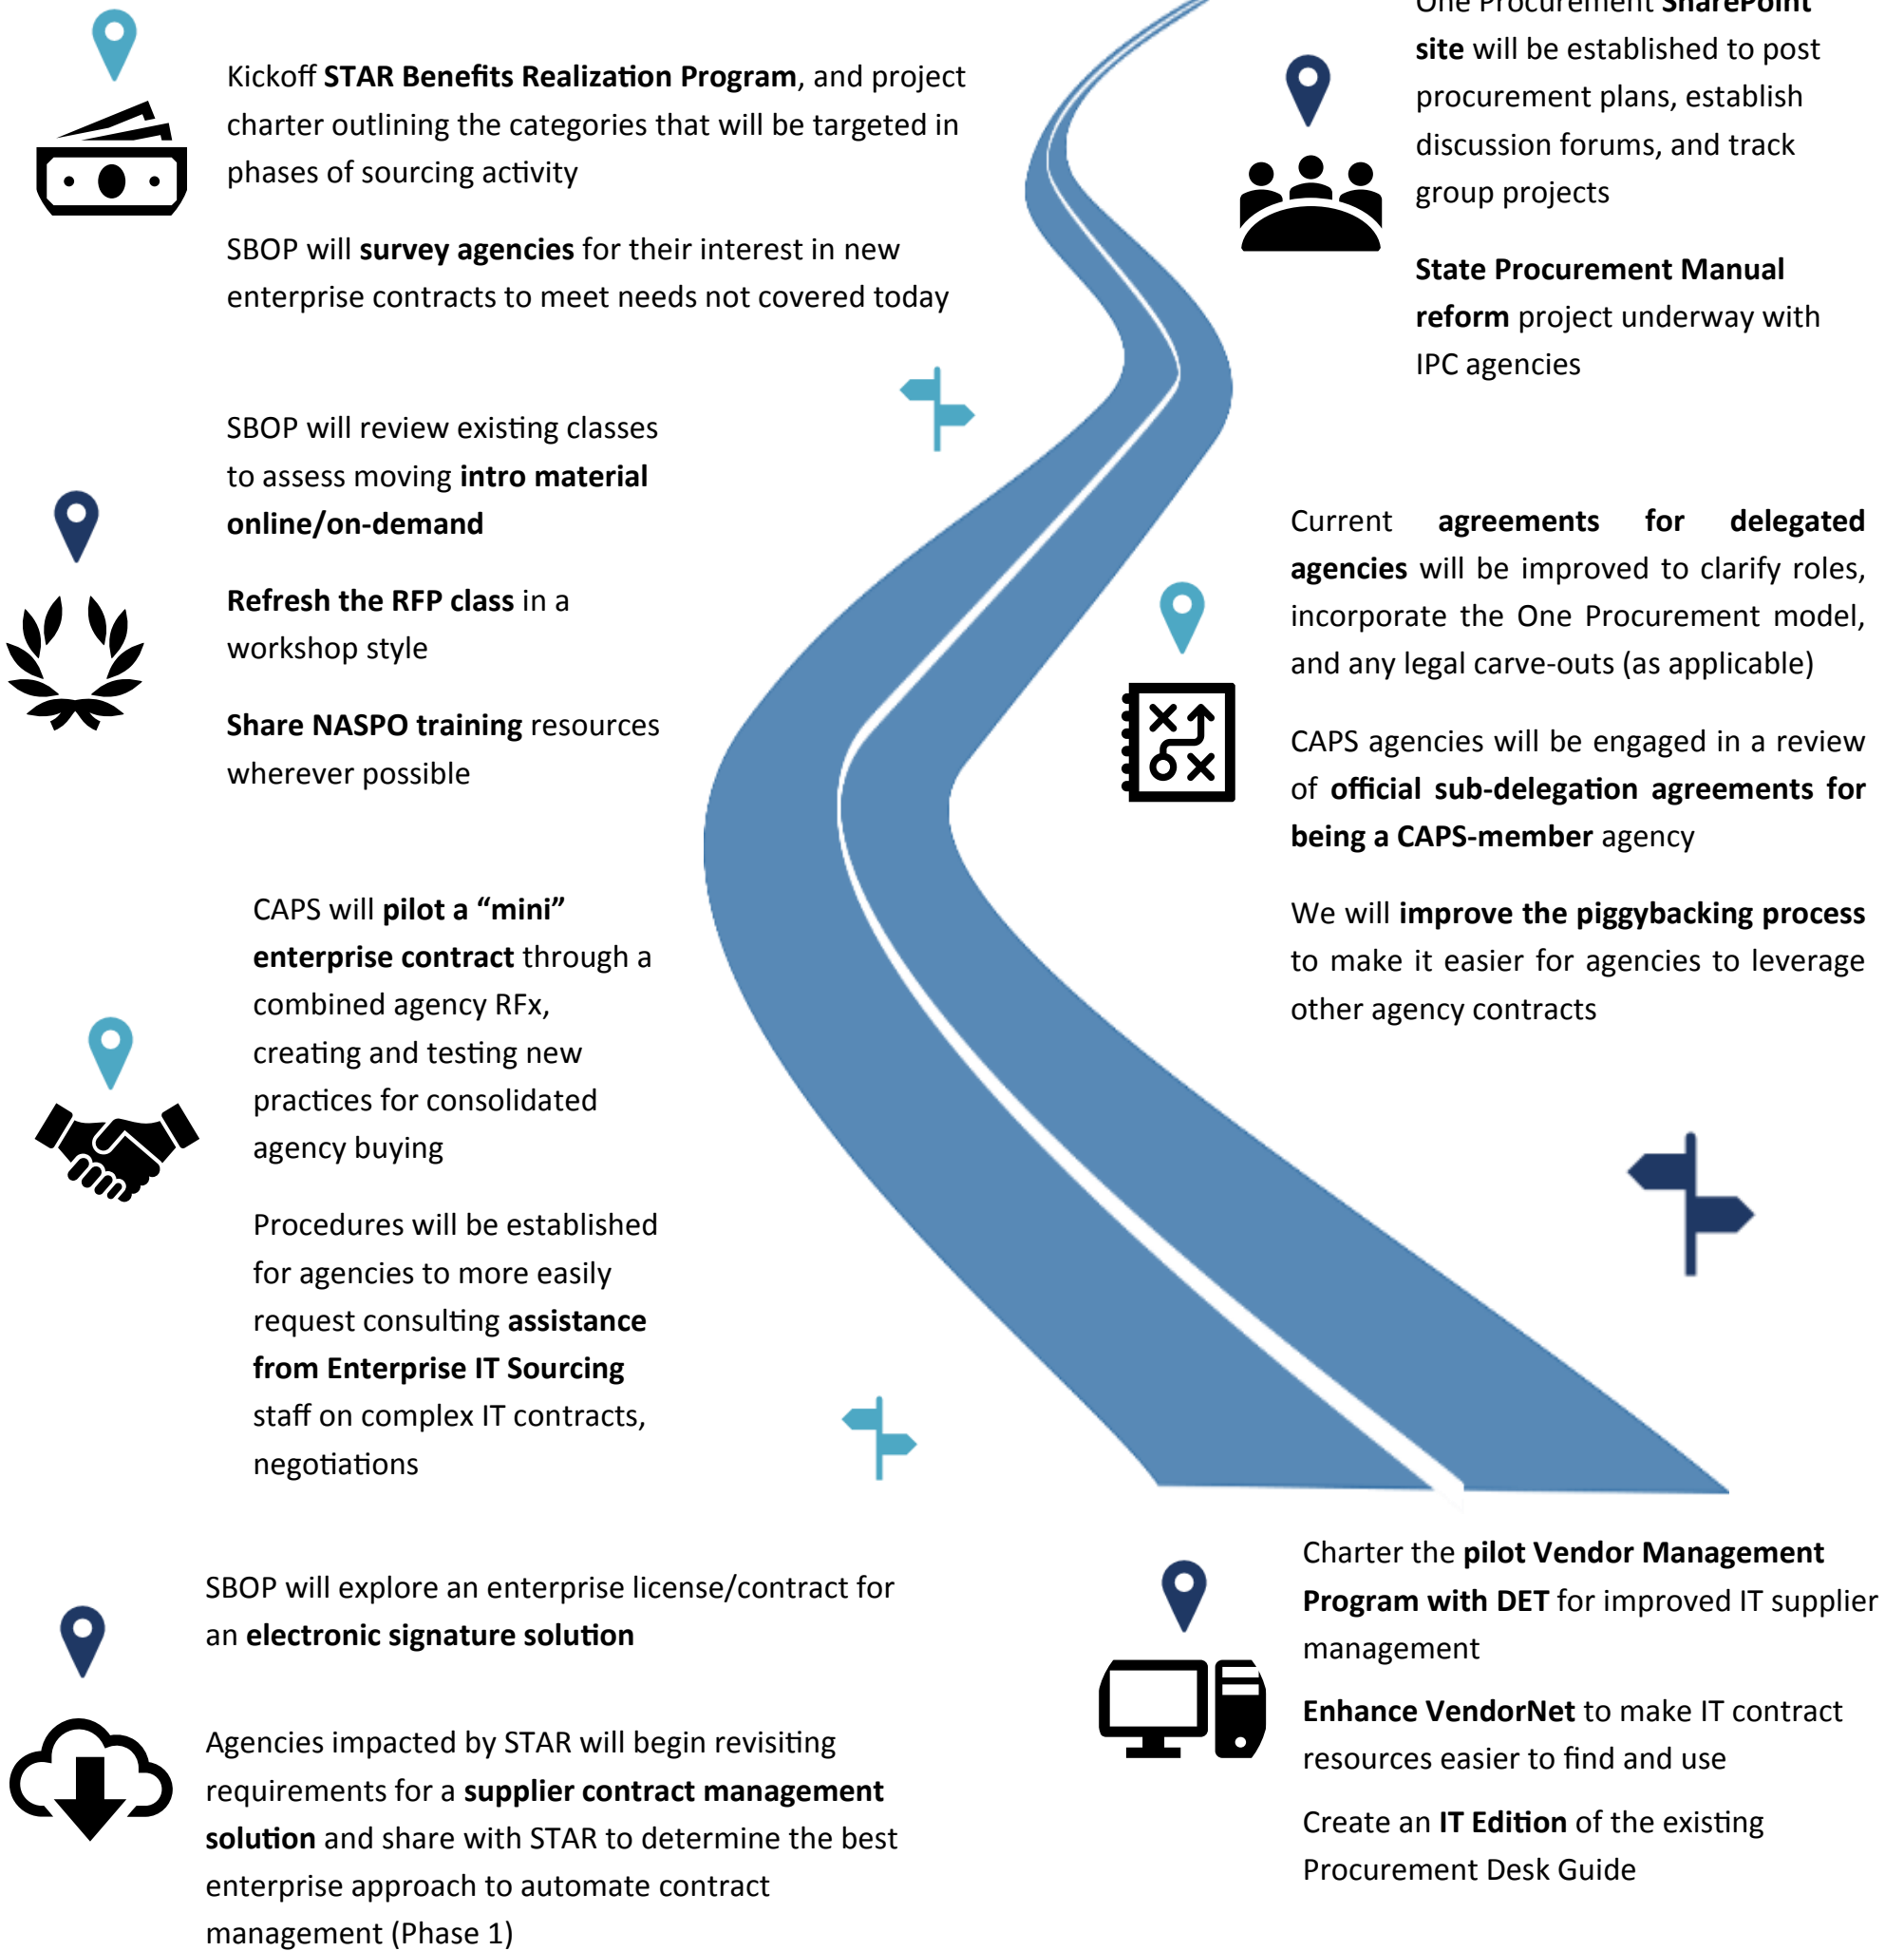 Kickoff STAR Benefits Realization Program, and project
charter outlining the categories that will be targeted in
phases of sourcing activity
SBOP will survey agencies for their interest in new
enterprise contracts to meet needs not covered today
SBOP will review existing classes
to assess moving intro material
online/on-demand
Refresh the RFP class in a
workshop style
Share NASPO training resources
wherever possible
CAPS will pilot a “mini”
enterprise contract through a
combined agency RFx,
creating and testing new
practices for consolidated
agency buying
Procedures will be established
for agencies to more easily
request consulting assistance
from Enterprise IT Sourcing
staff on complex IT contracts,
negotiations
SBOP will explore an enterprise license/contract for
an electronic signature solution
Agencies impacted by STAR will begin revisiting
requirements for a supplier contract management
solution and share with STAR to determine the best
enterprise approach to automate contract
management (Phase 1)
One Procurement SharePoint
site will be established to post
procurement plans, establish
discussion forums, and track
group projects
State Procurement Manual
reform project underway with
IPC agencies
Current agreements for delegated
agencies will be improved to clarify roles,
incorporate the One Procurement model,
and any legal carve-outs (as applicable)
CAPS agencies will be engaged in a review
of official sub-delegation agreements for
being a CAPS-member agency
We will improve the piggybacking process
to make it easier for agencies to leverage
other agency contracts
Charter the pilot Vendor Management
Program with DET for improved IT supplier
management
Enhance VendorNet to make IT contract
resources easier to find and use
Create an IT Edition of the existing
Procurement Desk Guide